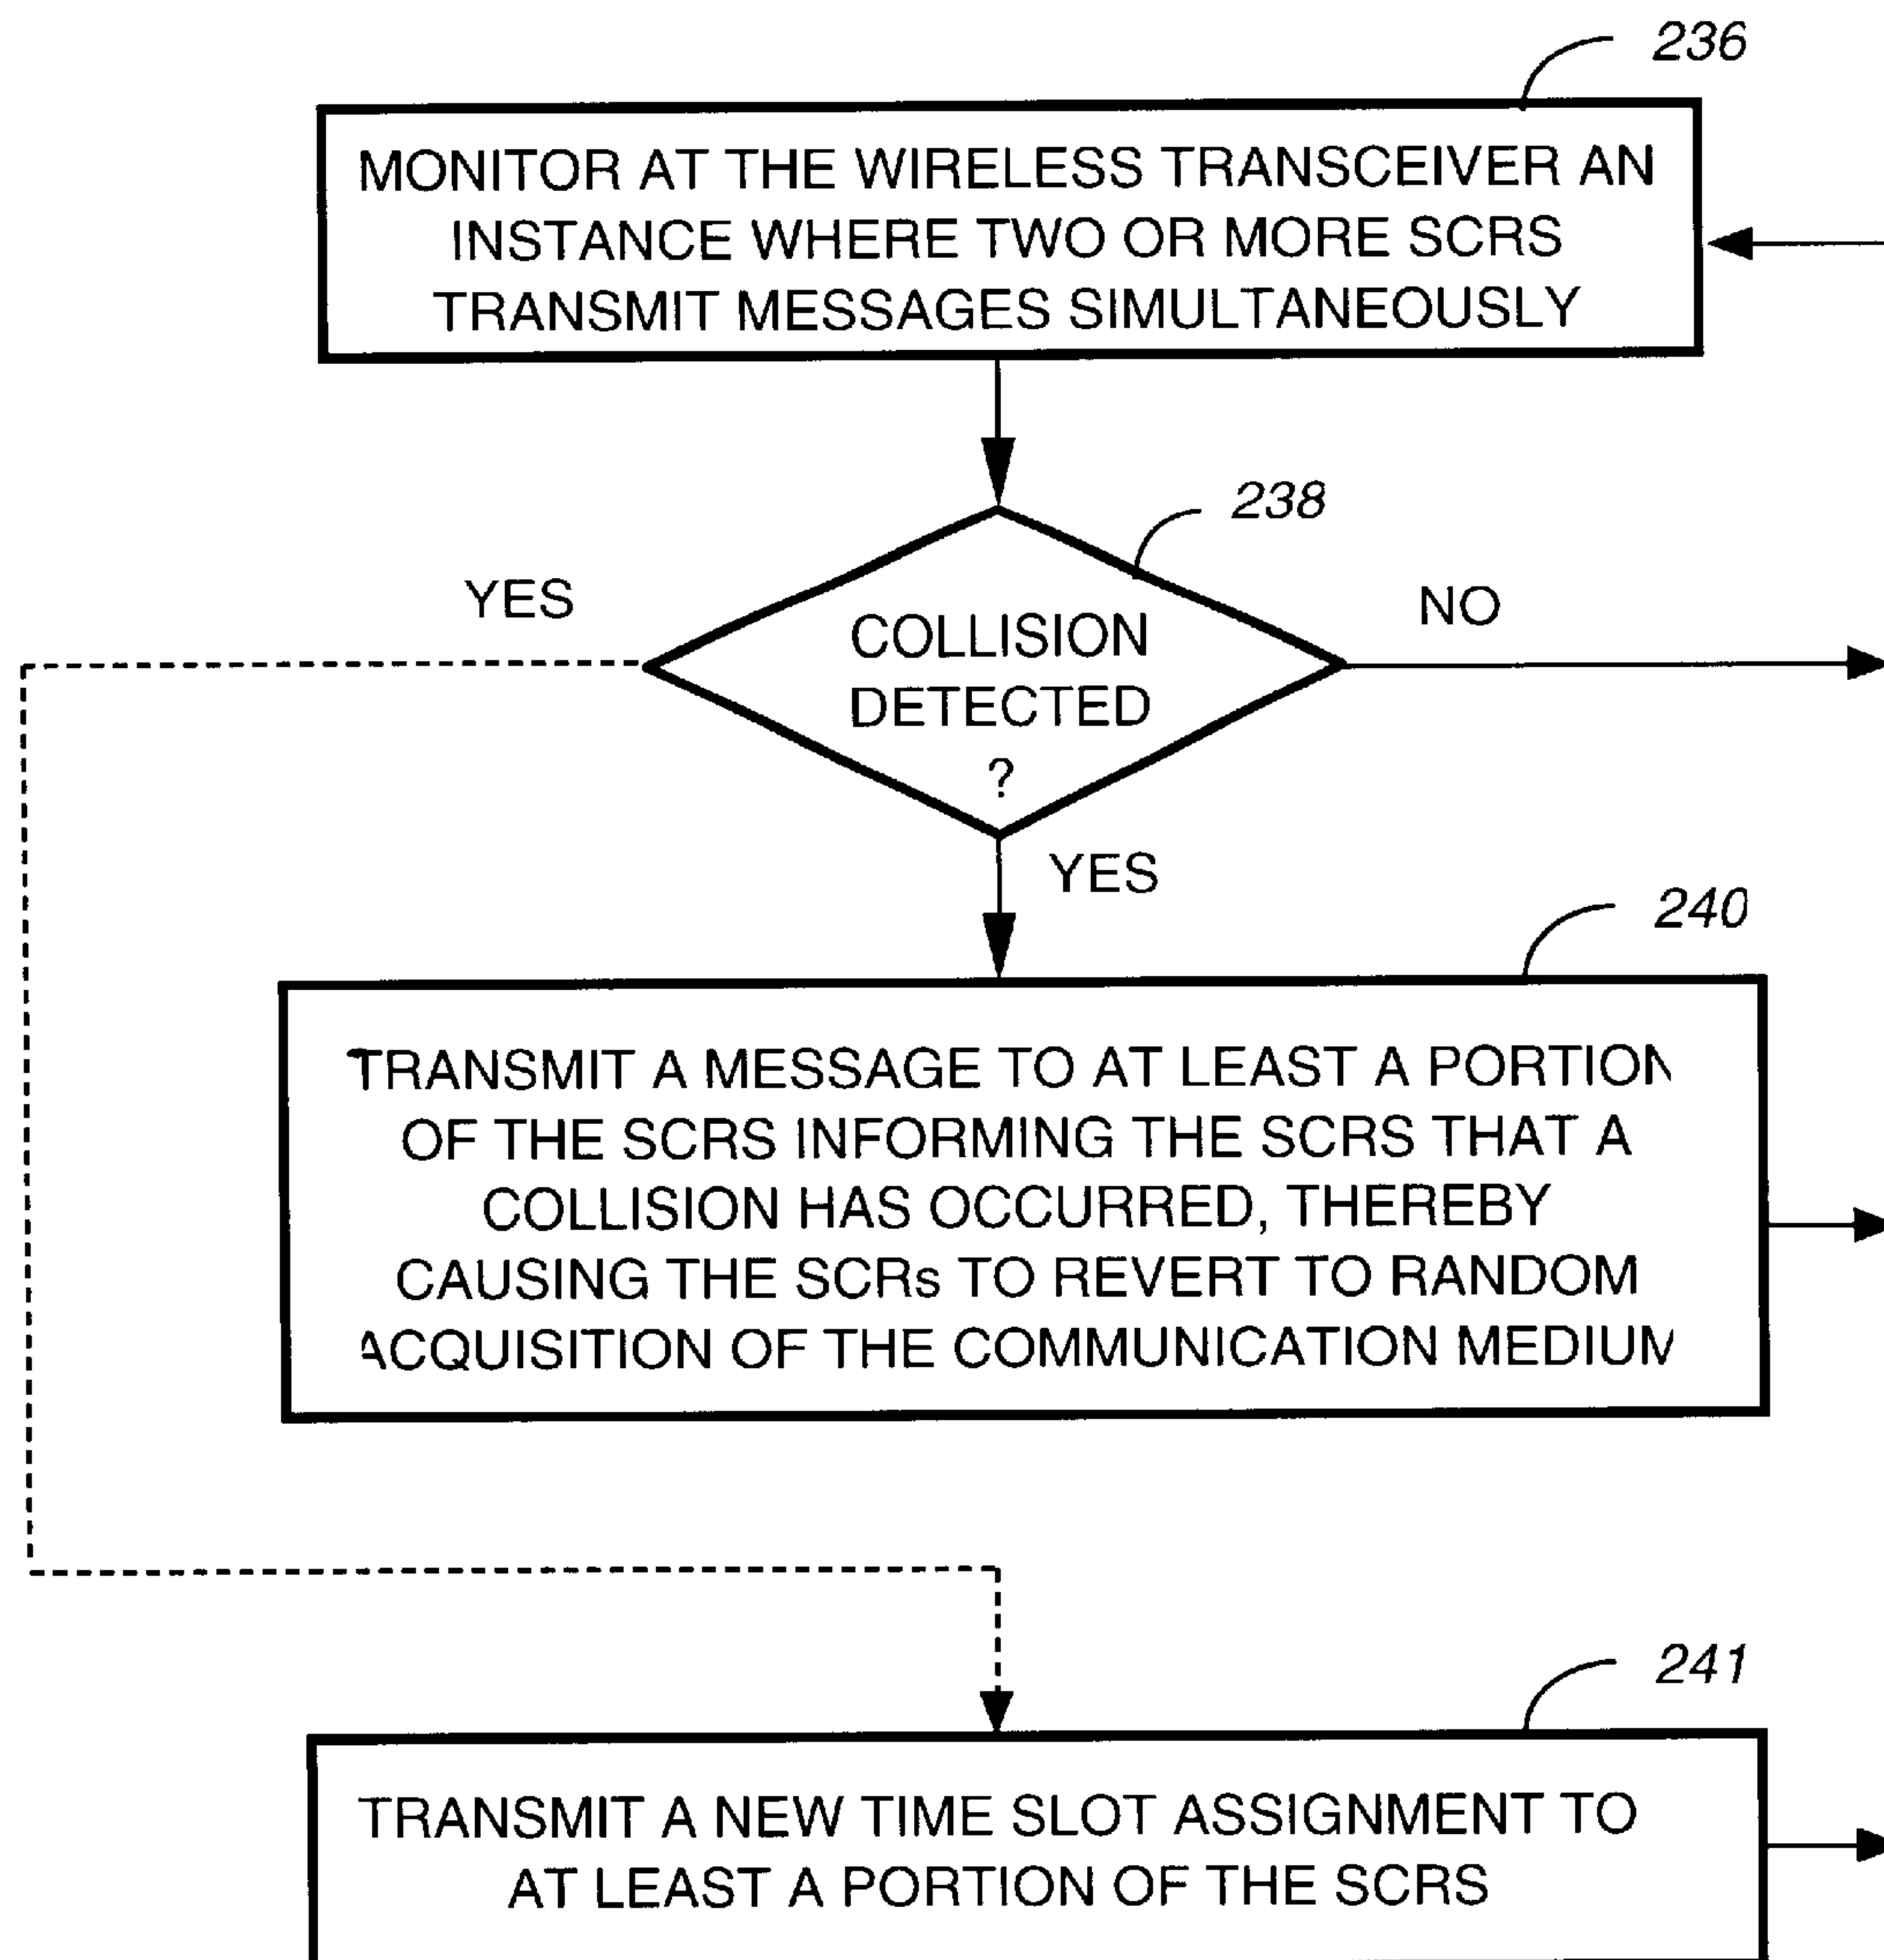 236
MONITOR AT THE WIRELESS TRANSCEIVER AN
INSTANCE WHERE TWO OR MORE SCRS
TRANSMIT MESSAGES SIMULTANEOUSLY
238
YES
NO
COLLISION
DETECTED
?
YES
240
TRANSMIT A MESSAGE TO AT LEAST A PORTION
OF THE SCRS INFORMING THE SCRS THAT A
COLLISION HAS OCCURRED, THEREBY
CAUSING THE SCRs TO REVERT TO RANDOM
ACQUISITION OF THE COMMUNICATION MEDIUM
241
TRANSMIT A NEW TIME SLOT ASSIGNMENT TO
AT LEAST A PORTION OF THE SCRS